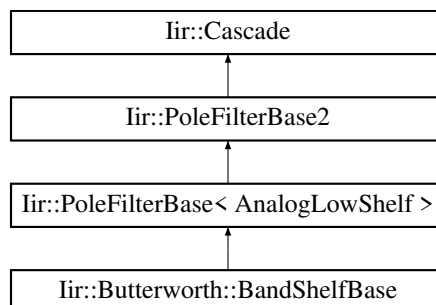 Iir::Cascade
Iir::PoleFilterBase2
Iir::PoleFilterBase< AnalogLowShelf >
Iir::Butterworth::BandShelfBase